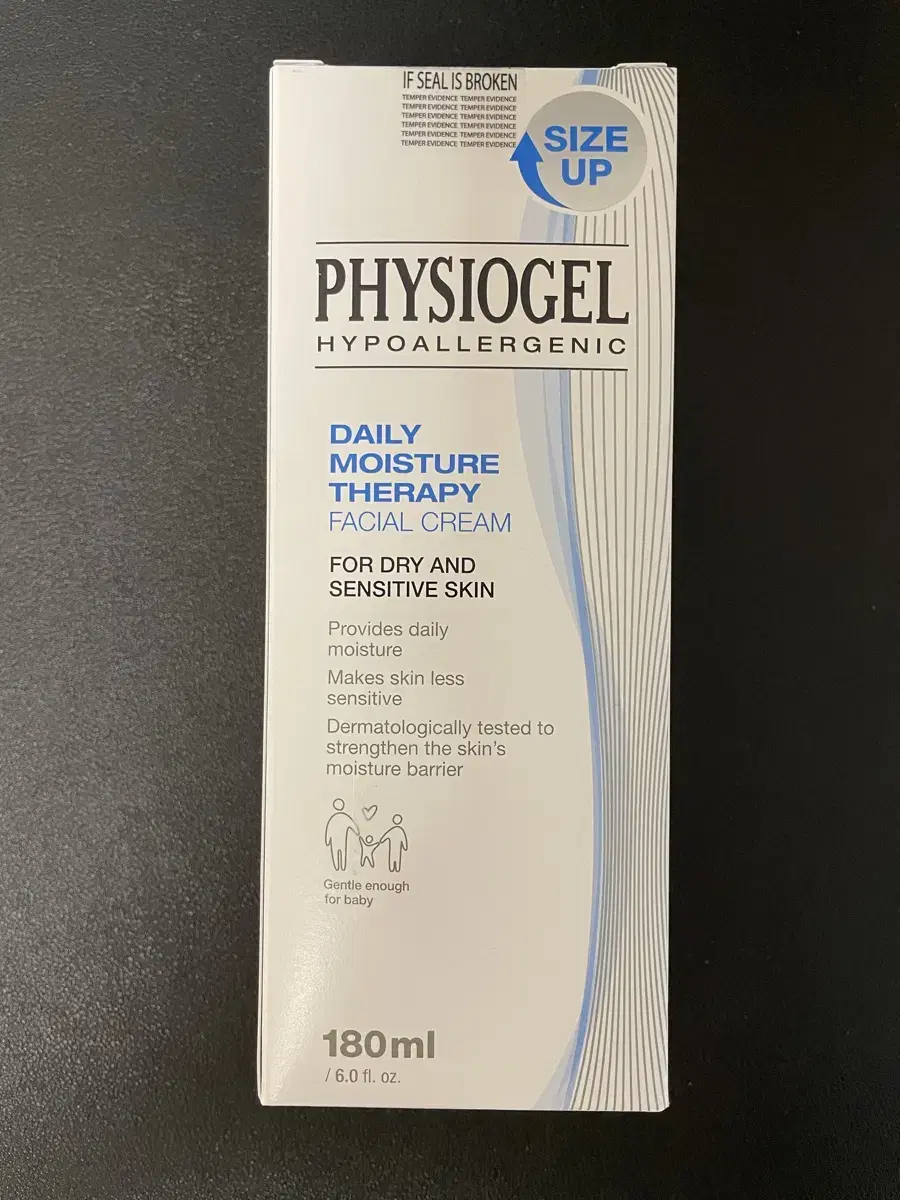 IF SEAL IS BROKEN
TEMPER EVIDENCE TEMPER EVIDENCE
TEMPER EVIDENCE TEMPER EVIDENCE
TEMPER EVIDENCE TEMPER EVIDENCE
TEMPER EVIDENCE TEMPER EVIDENCE
TEMPER EVIDENCE TEMPER EVIDENCE
TEMPER EVIDENCE TEMPER EVIDENCE
SIZE
UP
PHYSIOGEL
HYPOALLERGENIC
DAILY
MOISTURE
THERAPY
FACIAL CREAM
FOR DRY AND
SENSITIVE SKIN
Provides daily
moisture
Makes skin less
sensitive
Dermatologically tested to
strengthen the skin's
moisture barrier
Gentle enough
for baby
180ml
/ 6.0 fl. oz.